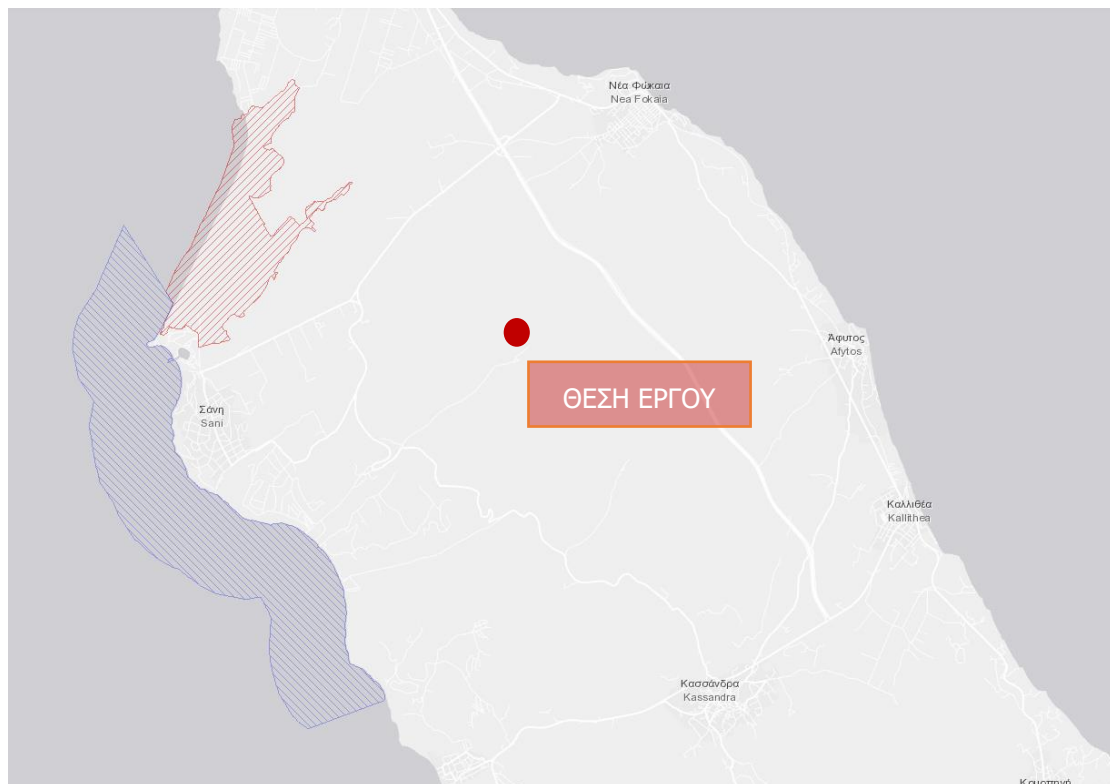 Νέα Φώκαια
Nea Fokaia
Άφυτος
Afytos
ΘΕΣΗ ΕΡΓΟΥ
Σάνη
Sani
Καλλιθέα
Kallithea
Κασσάνδρα
Kassandra